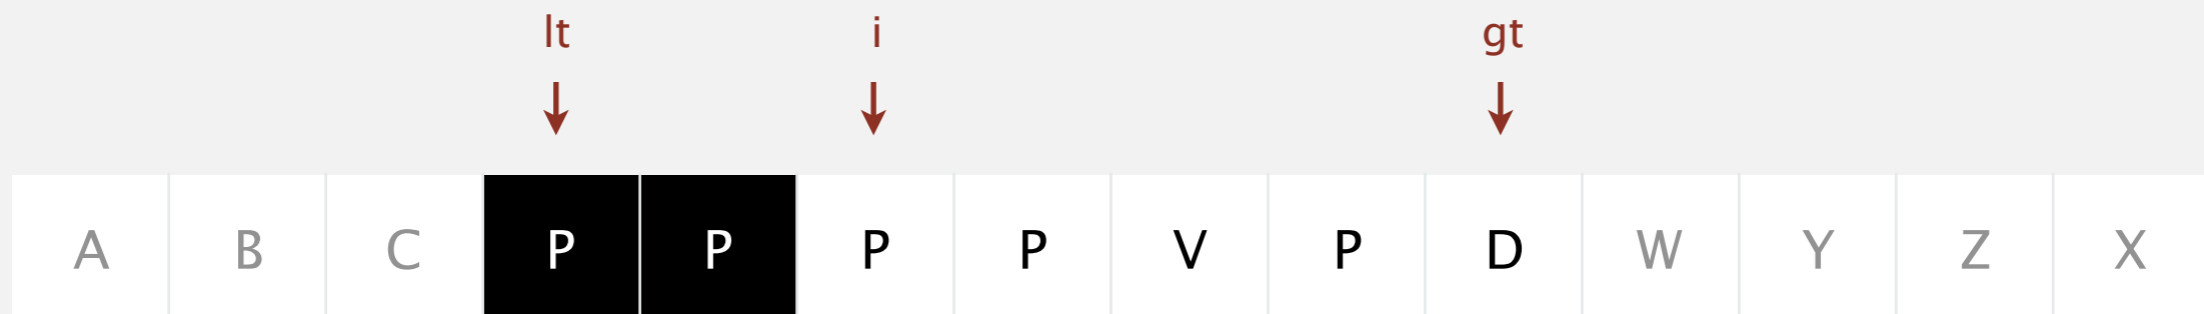 lt i gt
A B C P P P P V P D W Y Z X